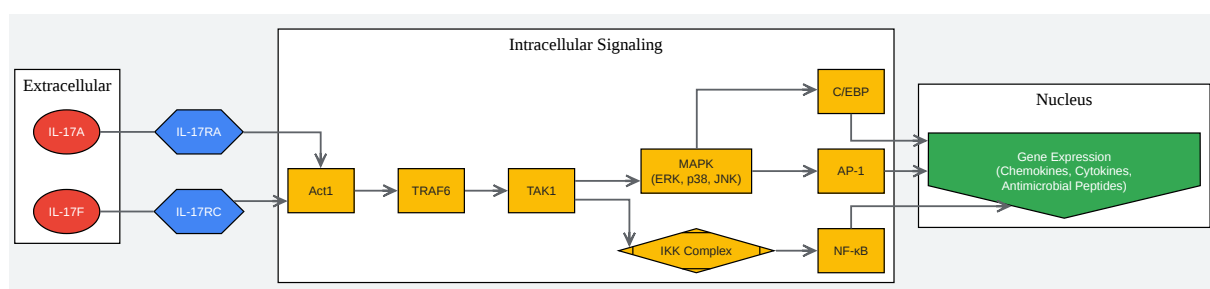 Intracellular Signaling
Extracellular
IL-17A
IL-17RA
IL-17F
IL-17RC
Act1
TRAF6
TAK1
MAPK
(ERK, p38, JNK)
IKK Complex
C/EBP
AP-1
NF-κB
Nucleus
Gene Expression
(Chemokines, Cytokines,
Antimicrobial Peptides)